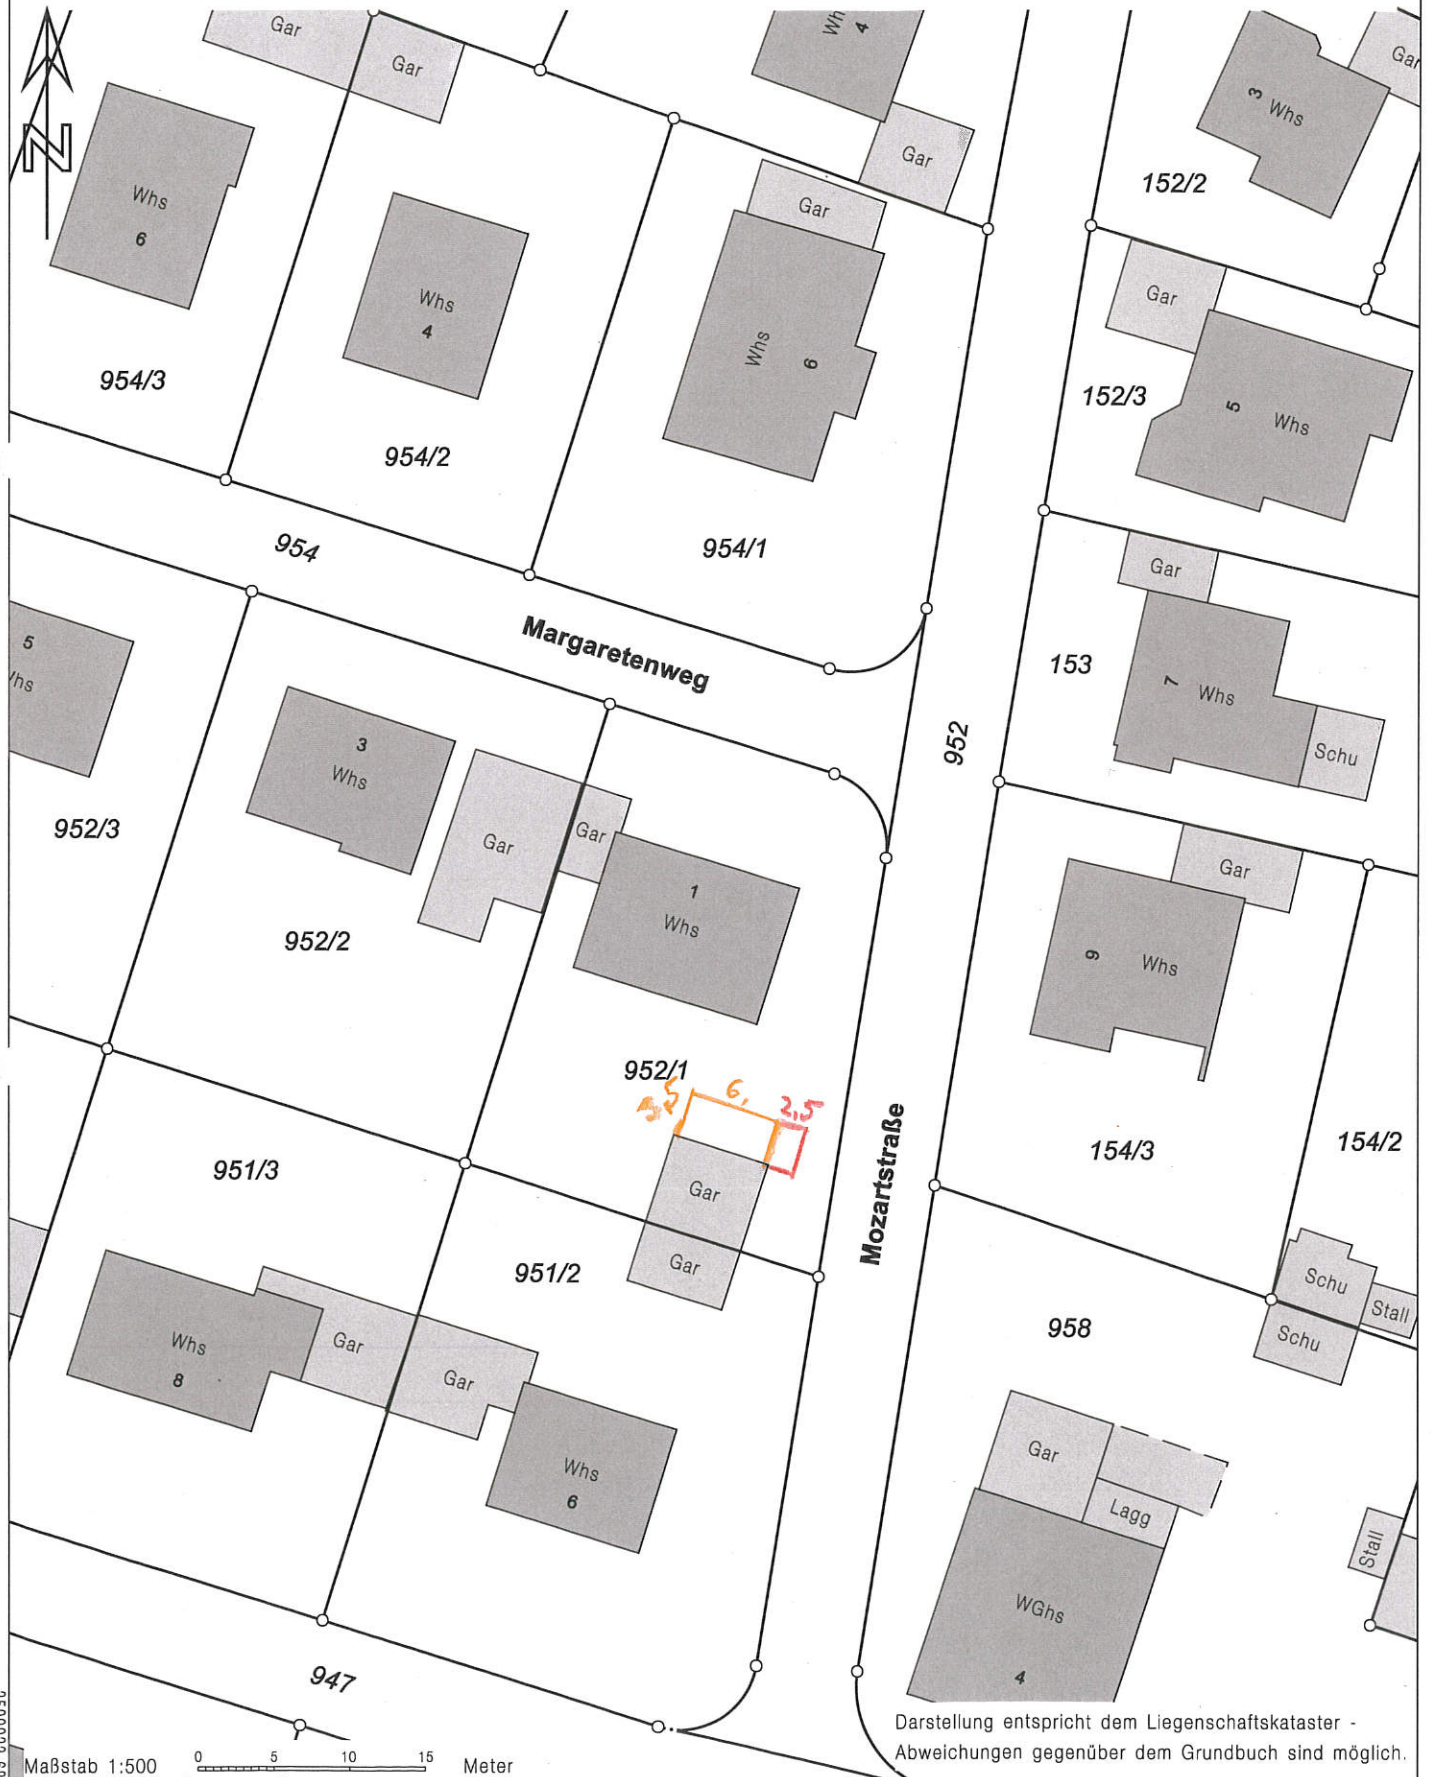 Gar
Gar
Wh
4
Gar
3
Whs
Gar
N
Whs
6
152/2
Gar
Whs
4
Gar
Whs
6
152/3
5
Whs
954/3
954/2
954
954/1
Gar
Margaretenweg
153
7
Whs
Schu
952
5
3
Whs
952/3
Gar
Gar
1
Whs
952/2
Gar
9
Whs
952/1
6,
2,5
Mozartstraße
154/3
154/2
951/3
Gar
951/2
Gar
Schu
Stall
958
Schu
Whs
8
Gar
Gar
Gar
Lagg
Whs
6
Stall
WGhs
4
947
Darstellung entspricht dem Liegenschaftskataster -
Abweichungen gegenüber dem Grundbuch sind möglich.
Maßstab 1:500
0 5 10 15 Meter